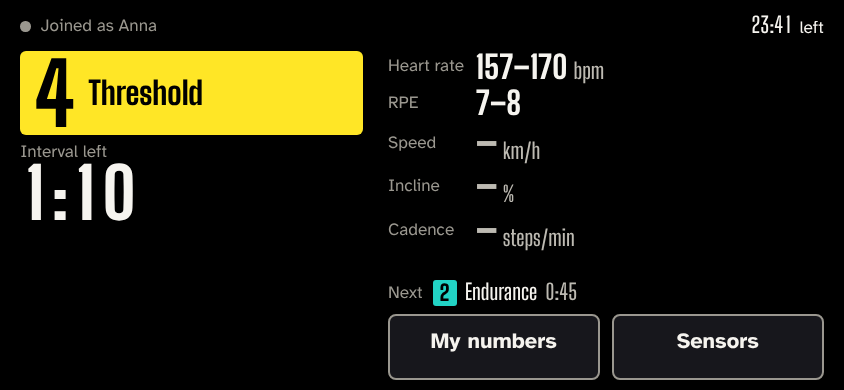 Joined as Anna
23:41 left
4 Threshold
Interval left
1:10
Heart rate 157–170 bpm
RPE 7–8
Speed — km/h
Incline — %
Cadence — steps/min
Next 2 Endurance 0:45
My numbers
Sensors